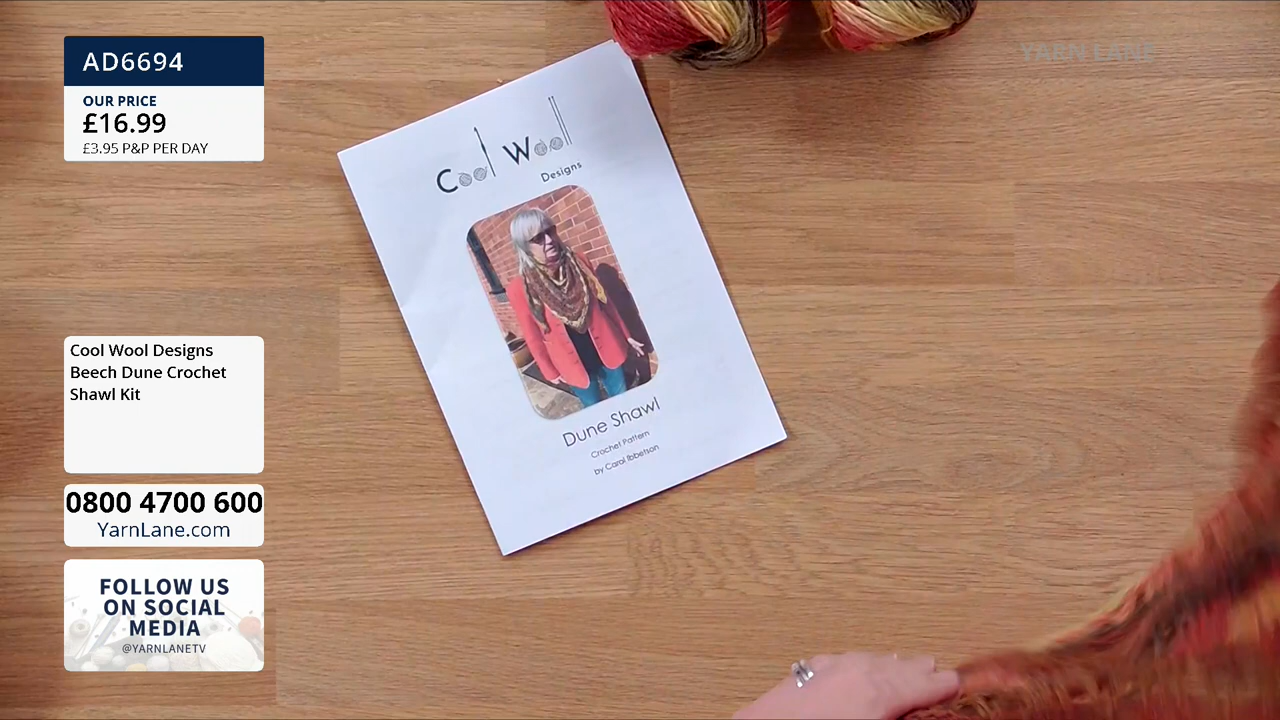 AD6694
OUR PRICE
£16.99
£3.95 P&P PER DAY
Cool Wool Designs
Beech Dune Crochet
Shawl Kit
0800 4700 600
YarnLane.com
FOLLOW US
ON SOCIAL
MEDIA
@YARNLANETV
YARN LANE
Cool Wool
Designs
Dune Shawl
Crochet Pattern
by Carol Ibbetson